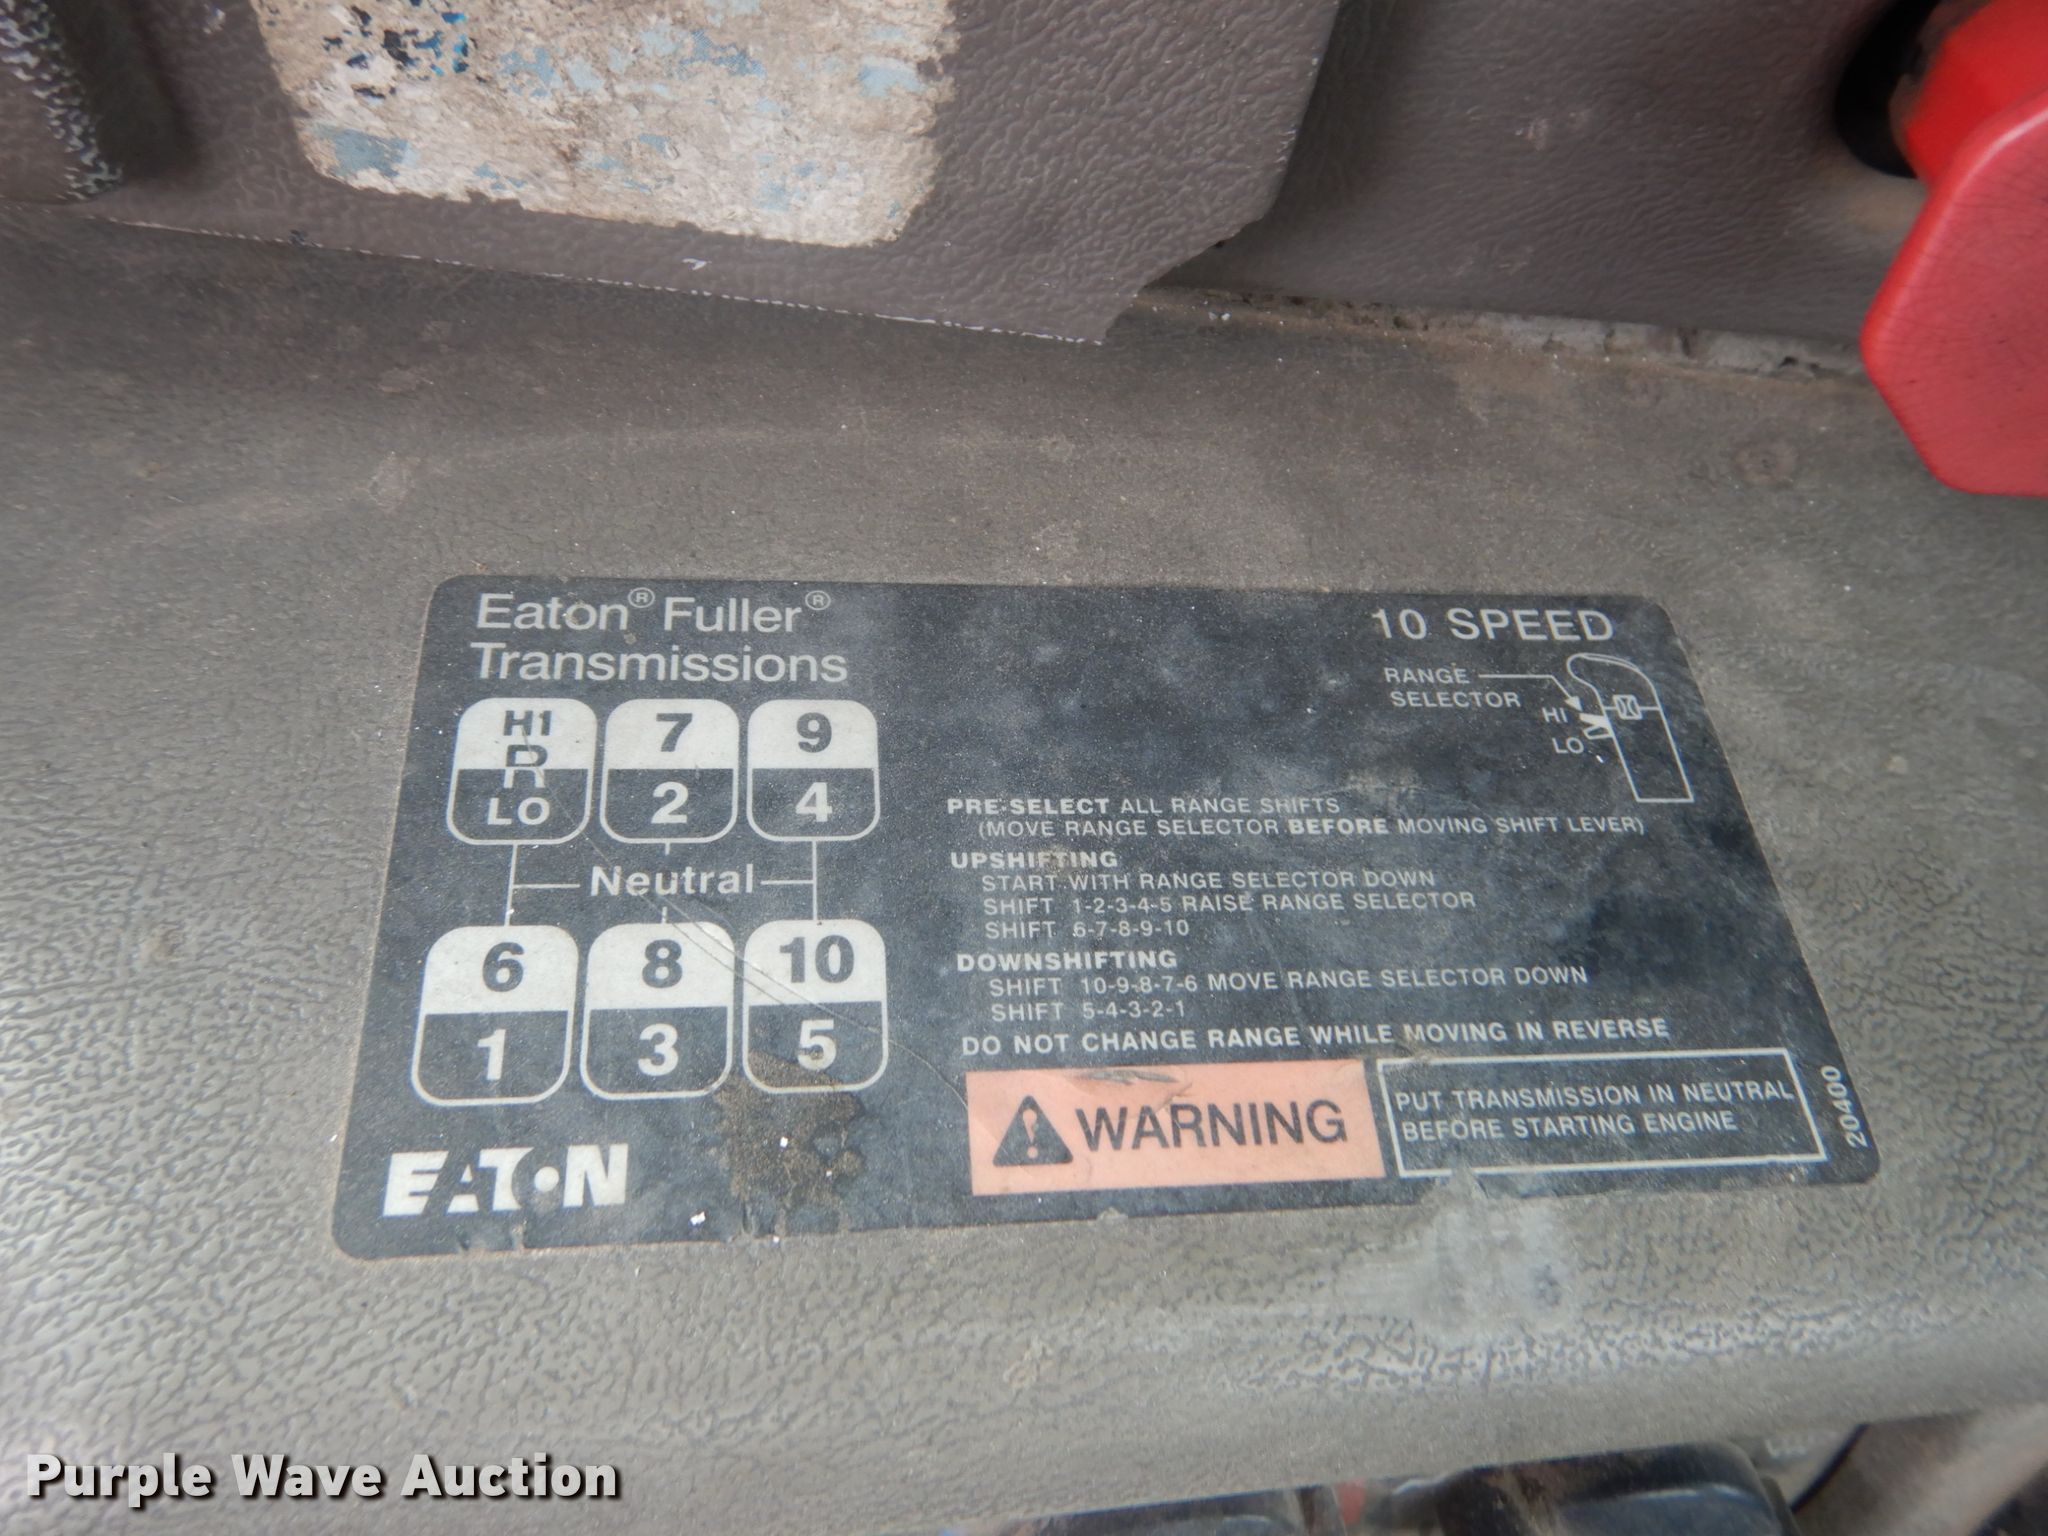 Eaton® Fuller®
Transmissions
10 SPEED
RANGE
SELECTOR
HI
LO
HI
R
LO
7
2
9
4
Neutral
6
1
8
3
10
5
PRE-SELECT ALL RANGE SHIFTS
(MOVE RANGE SELECTOR BEFORE MOVING SHIFT LEVER)
UPSHIFTING
START WITH RANGE SELECTOR DOWN
SHIFT 1-2-3-4-5 RAISE RANGE SELECTOR
SHIFT 6-7-8-9-10
DOWNSHIFTING
SHIFT 10-9-8-7-6 MOVE RANGE SELECTOR DOWN
SHIFT 5-4-3-2-1
DO NOT CHANGE RANGE WHILE MOVING IN REVERSE
WARNING
PUT TRANSMISSION IN NEUTRAL
BEFORE STARTING ENGINE
20400
EATON
Purple Wave Auction